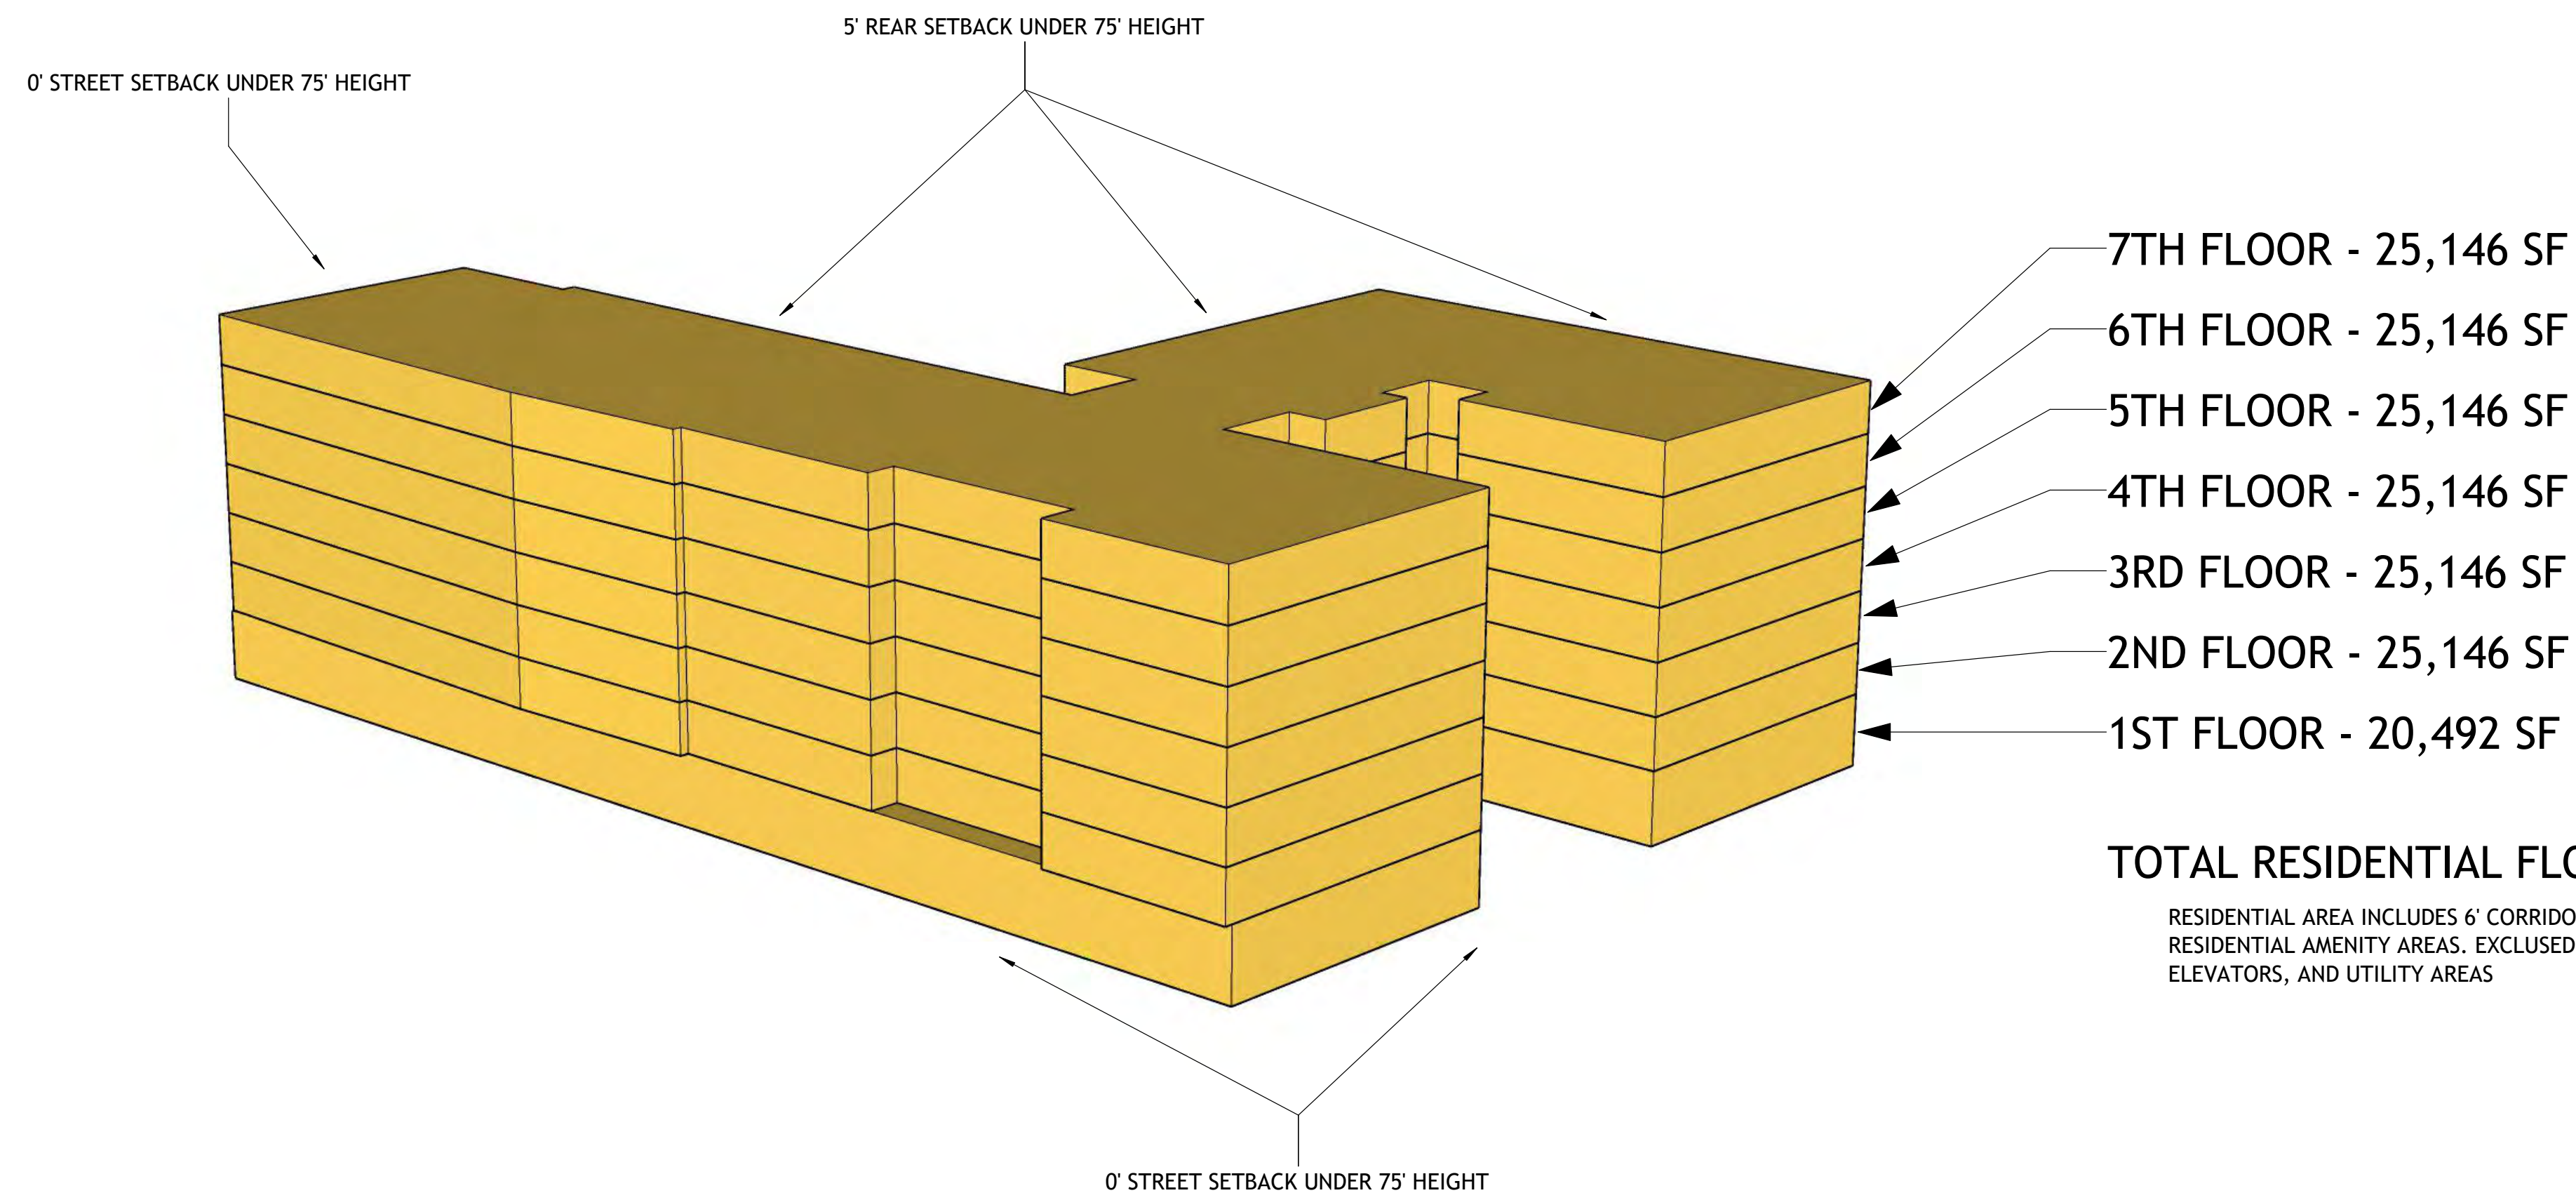 5' REAR SETBACK UNDER 75' HEIGHT
0' STREET SETBACK UNDER 75' HEIGHT
7TH FLOOR - 25,146 SF
6TH FLOOR - 25,146 SF
5TH FLOOR - 25,146 SF
4TH FLOOR - 25,146 SF
3RD FLOOR - 25,146 SF
2ND FLOOR - 25,146 SF
1ST FLOOR - 20,492 SF
TOTAL RESIDENTIAL
RESIDENTIAL AREA INCLUDES 6'
RESIDENTIAL AMENITY AREAS. EXCLUSED
ELEVATORS, AND UTILITY AREAS
0' STREET SETBACK UNDER 75' HEIGHT